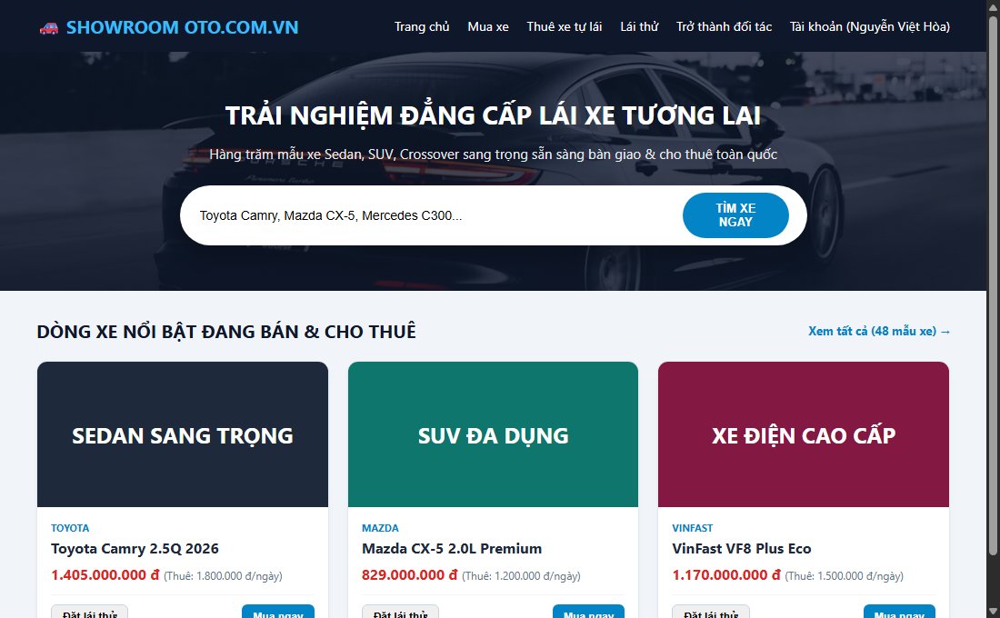 SHOWROOM OTO.COM.VN
Trang chủ Mua xe Thuê xe tự lái Lái thử Trở thành đối tác Tài khoản (Nguyễn Việt Hòa)
TRẢI NGHIỆM ĐẲNG CẤP LÁI XE TƯƠNG LAI
Hàng trăm mẫu xe Sedan, SUV, Crossover sang trọng sẵn sàng bàn giao & cho thuê toàn quốc
Toyota Camry, Mazda CX-5, Mercedes C300...
TÌM XE
NGAY
DÒNG XE NỔI BẬT ĐANG BÁN & CHO THUÊ
Xem tất cả (48 mẫu xe) →
SEDAN SANG TRỌNG
TOYOTA
Toyota Camry 2.5Q 2026
1.405.000.000 đ (Thuê: 1.800.000 đ/ngày)
Đặt lái thử Mua ngay
SUV ĐA DỤNG
MAZDA
Mazda CX-5 2.0L Premium
829.000.000 đ (Thuê: 1.200.000 đ/ngày)
Đặt lái thử Mua ngay
XE ĐIỆN CAO CẤP
VINFAST
VinFast VF8 Plus Eco
1.170.000.000 đ (Thuê: 1.500.000 đ/ngày)
Đặt lái thử Mua ngay